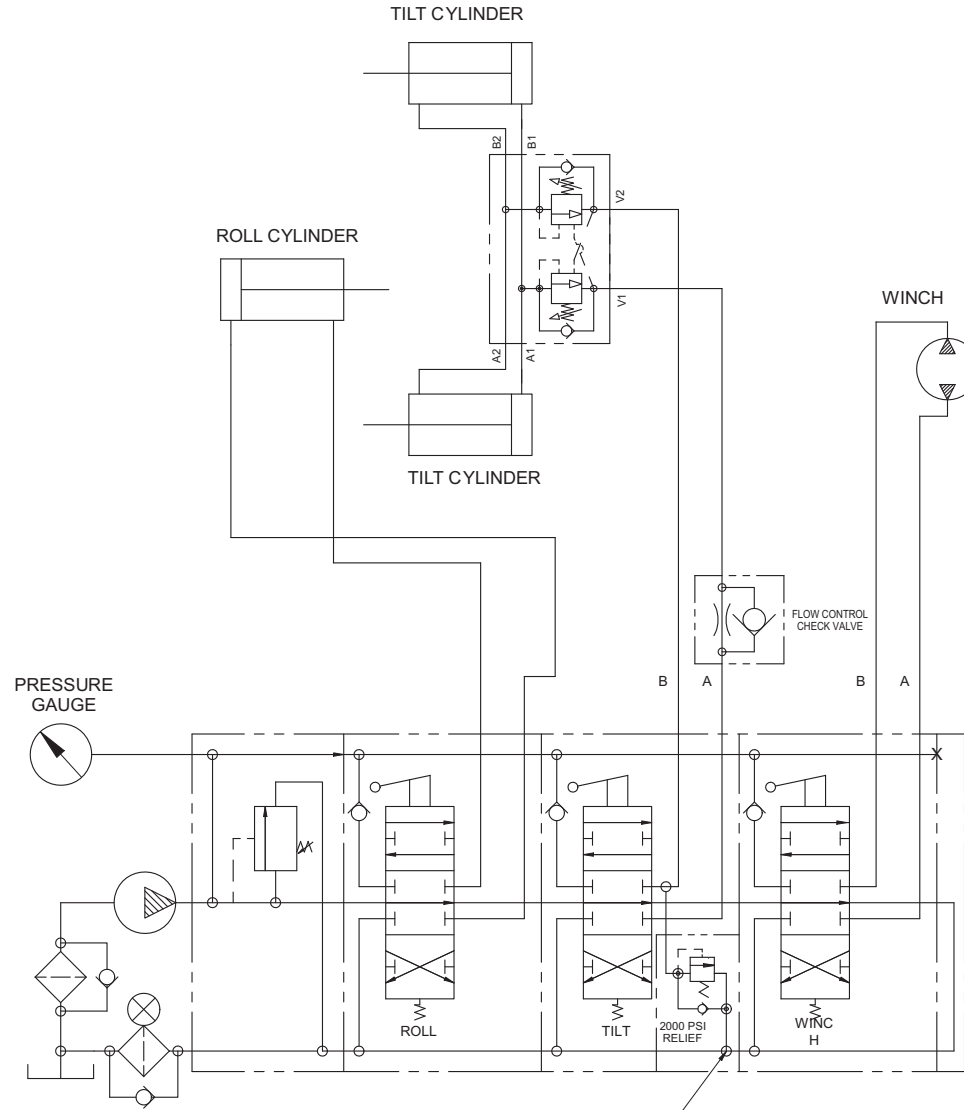 TILT CYLINDER
B2
B1
V2
ROLL CYLINDER
V1
WINCH
A2
A1
TILT CYLINDER
FLOW CONTROL
CHECK VALVE
B
A
B
A
PRESSURE
GAUGE
X
ROLL
TILT
2000 PSI
RELIEF
WINC
H